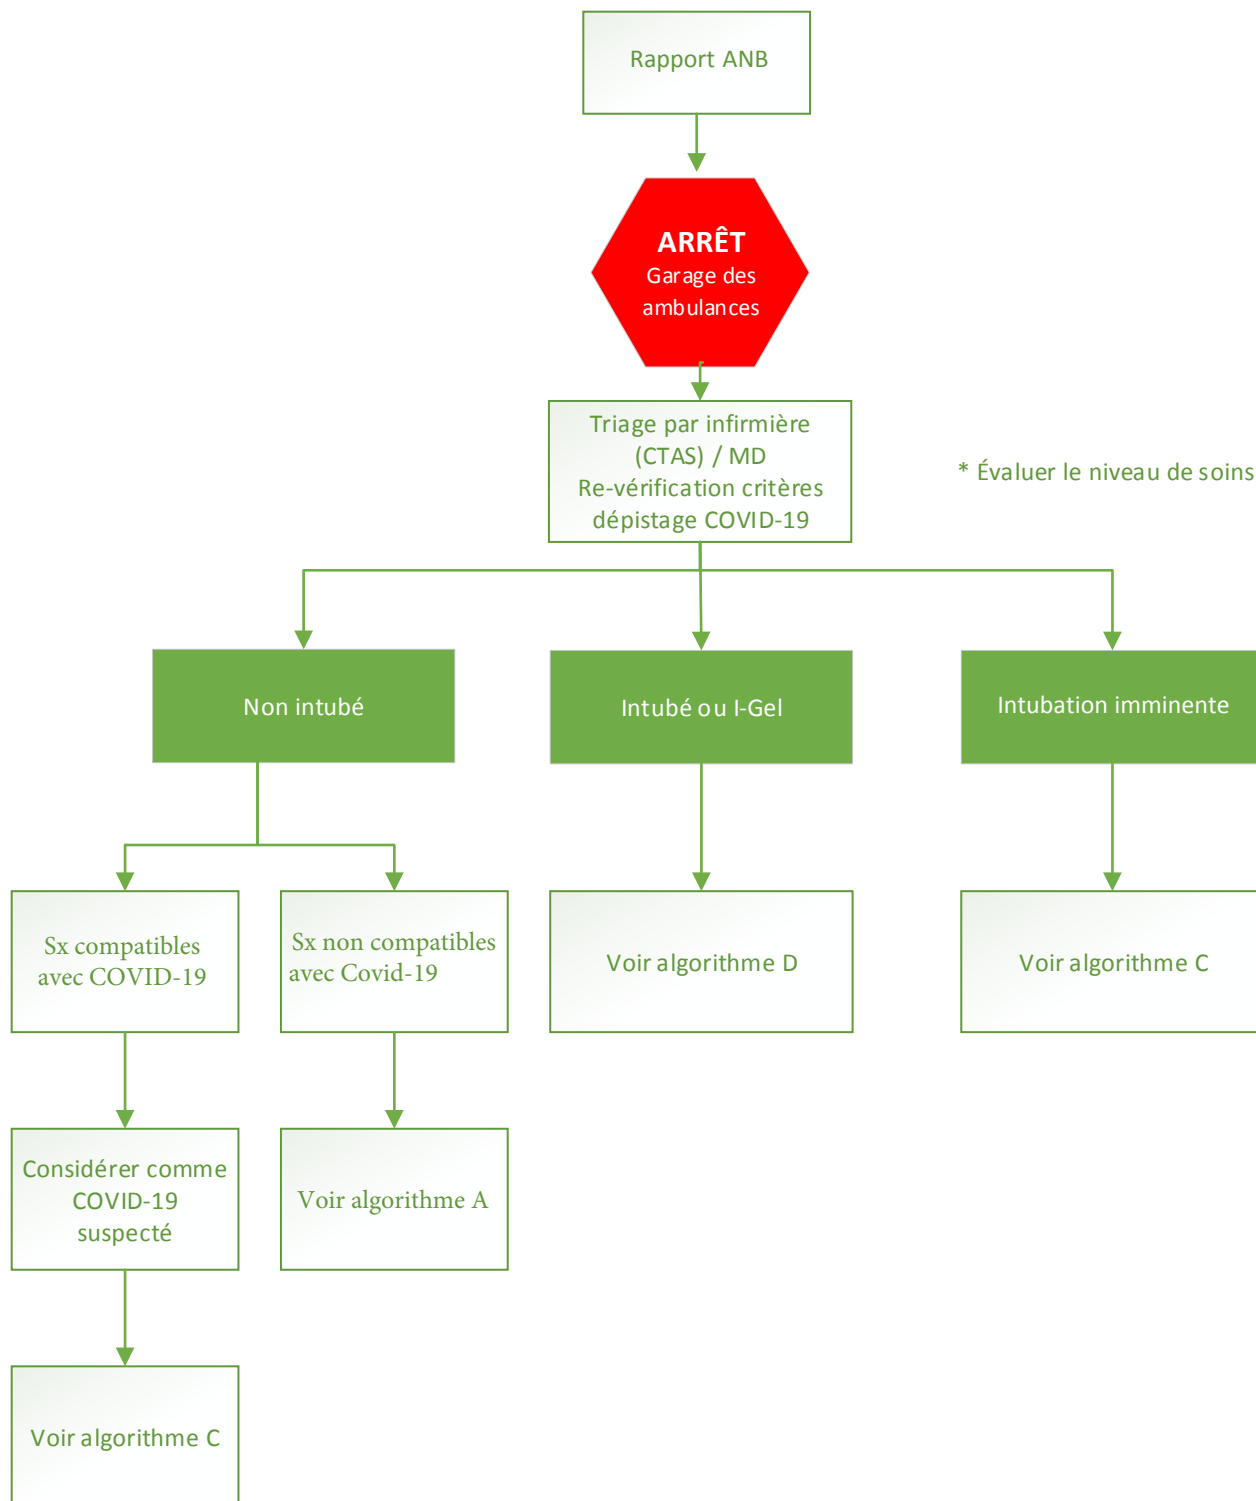 Rapport ANB
ARRÊT
Garage des
ambulances
Triage par infirmière
(CTAS) / MD
Re-vérification critères
dépistage COVID-19
* Évaluer le niveau de soins
Non intubé
Intubé ou I-Gel
Intubation imminente
Sx compatibles
avec COVID-19
Sx non compatibles
avec Covid-19
Voir algorithme D
Voir algorithme C
Considérer comme
COVID-19
suspecté
Voir algorithme A
Voir algorithme C